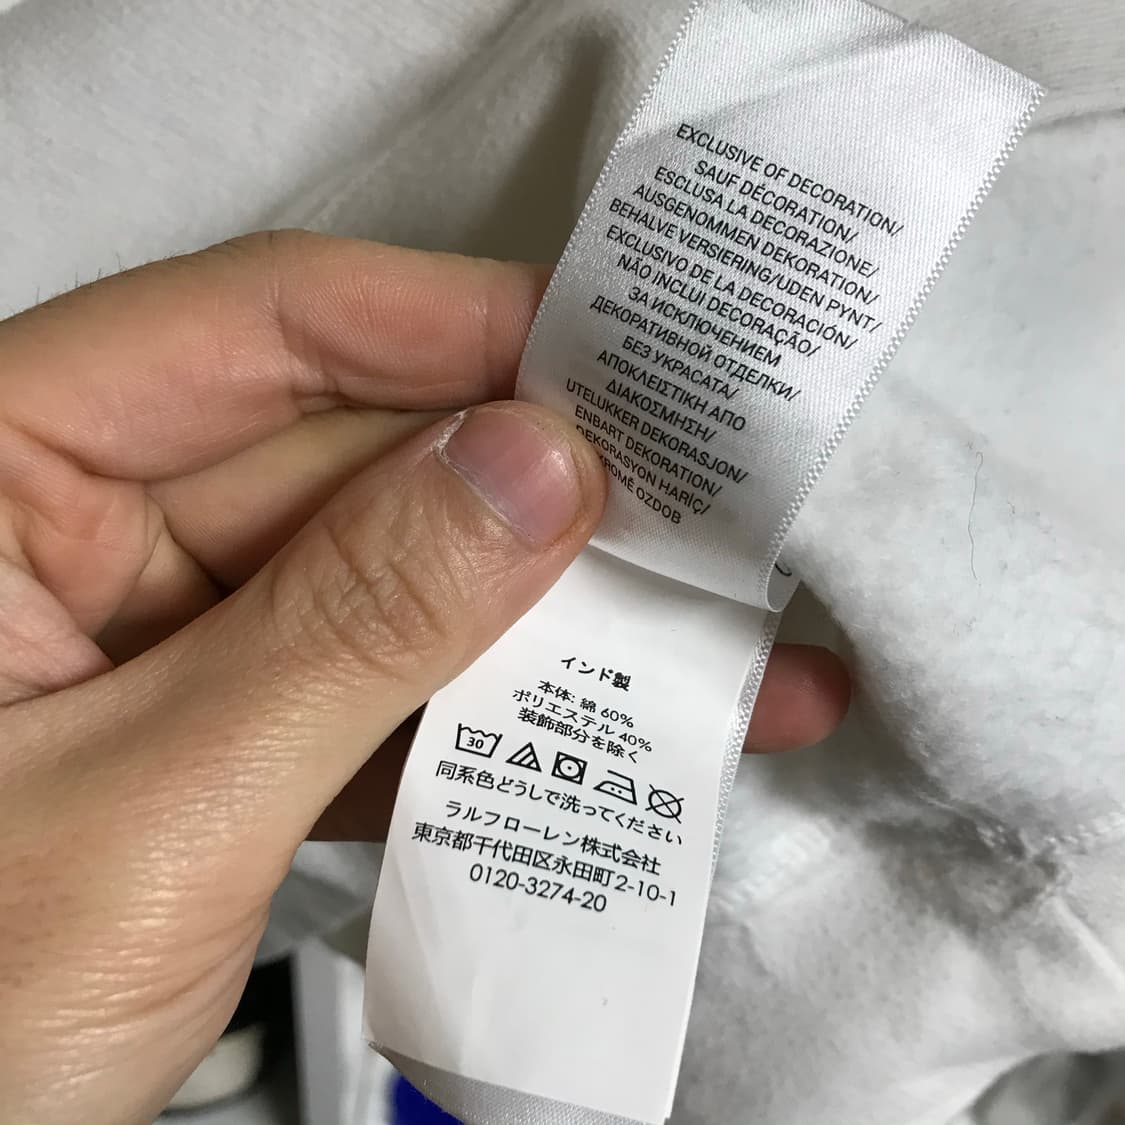 EXCLUSIVE OF DECORATION/
SAUF DÉCORATION/
ESCLUSA LA DECORAZIONE/
AUSGENOMMEN DEKORATION/
BEHALVE VERSIERING/UDEN PYNT/
EXCLUSIVO DE LA DECORACIÓN/
NÃO INCLUI DECORAÇÃO/
ЗА ИСКЛЮЧЕНИЕМ
ДЕКОРАТИВНОЙ ОТДЕЛКИ/
БЕЗ УКРАСАТА/
ΑΠΟΚΛΕΙΣΤΙΚΗ ΑΠΟ
ΔΙΑΚΟΣΜΗΣΗ/
UTELUKKER DEKORASJON/
ENBART DEKORATION/
DEKORASYON HARİÇ/
KROMĚ OZDOB
インド製
本体: 綿 60%
ポリエステル 40%
装飾部分を除く
30
同系色どうしで洗ってください
ラルフローレン株式会社
東京都千代田区永田町2-10-1
0120-3274-20